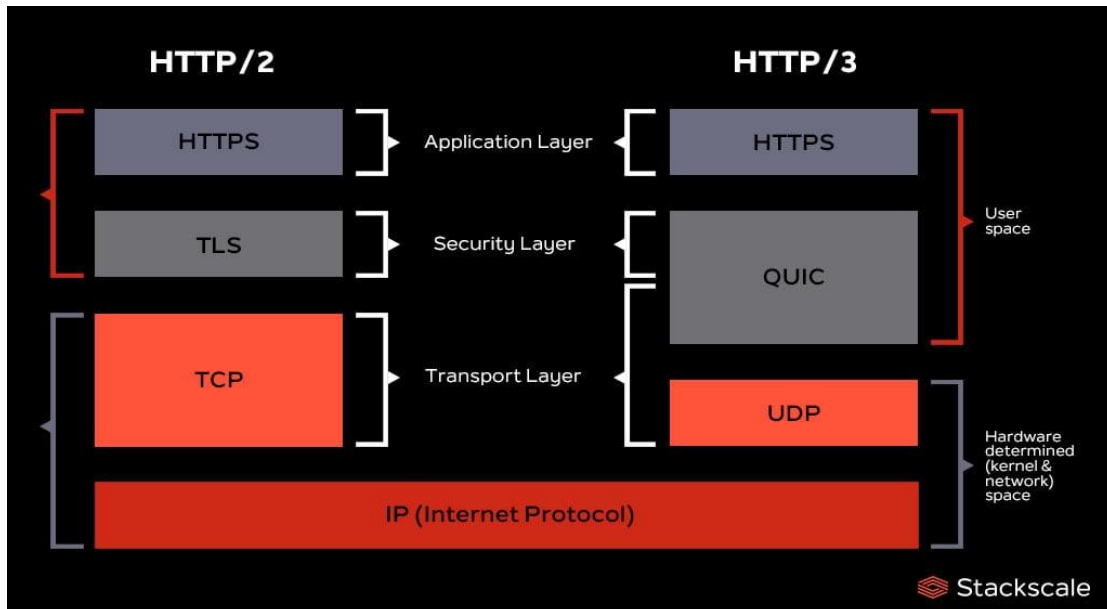 HTTP/2
HTTP/3
HTTPS
Application Layer
HTTPS
User
space
TLS
Security Layer
QUIC
TCP
Transport Layer
UDP
Hardware
determined
(kernel &
network)
space
IP (Internet Protocol)
Stackscale